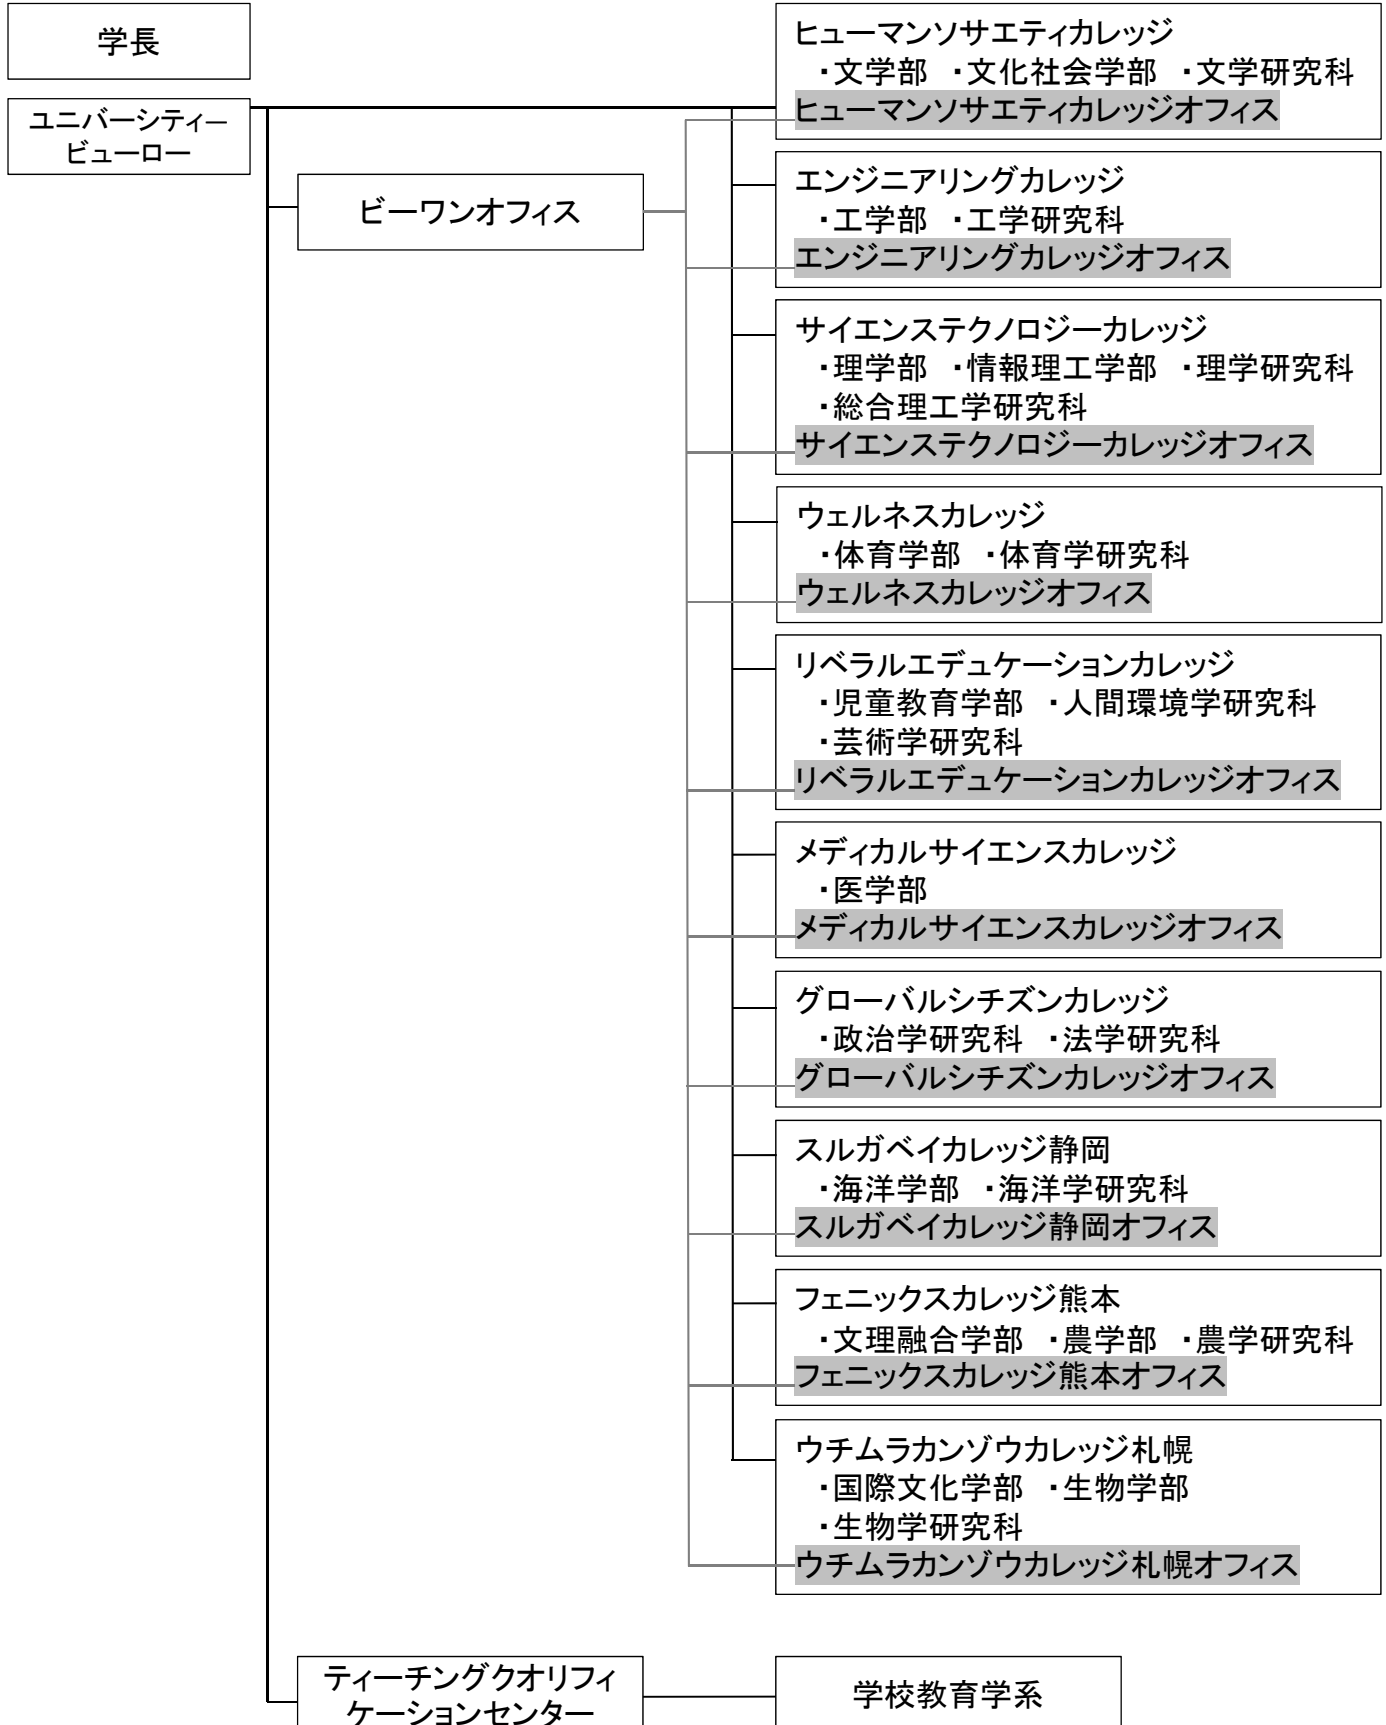 学長
ユニバーシティー
ビューロー
ビーワンオフィス
ヒューマンソサエティカレッジ
・文学部 ・文化社会学部 ・文学研究科
ヒューマンソサエティカレッジオフィス
エンジニアリングカレッジ
・工学部 ・工学研究科
エンジニアリングカレッジオフィス
サイエンステクノロジーカレッジ
・理学部 ・情報理工学部 ・理学研究科
・総合理工学研究科
サイエンステクノロジーカレッジオフィス
ウェルネスカレッジ
・体育学部 ・体育学研究科
ウェルネスカレッジオフィス
リベラルエデュケーションカレッジ
・児童教育学部 ・人間環境学研究科
・芸術学研究科
リベラルエデュケーションカレッジオフィス
メディカルサイエンスカレッジ
・医学部
メディカルサイエンスカレッジオフィス
グローバルシチズンカレッジ
・政治学研究科 ・法学研究科
グローバルシチズンカレッジオフィス
スルガベイカレッジ静岡
・海洋学部 ・海洋学研究科
スルガベイカレッジ静岡オフィス
フェニックスカレッジ熊本
・文理融合学部 ・農学部 ・農学研究科
フェニックスカレッジ熊本オフィス
ウチムラカンゾウカレッジ札幌
・国際文化学部 ・生物学部
・生物学研究科
ウチムラカンゾウカレッジ札幌オフィス
ティーチングクオリフィ
ケーションセンター
学校教育学系